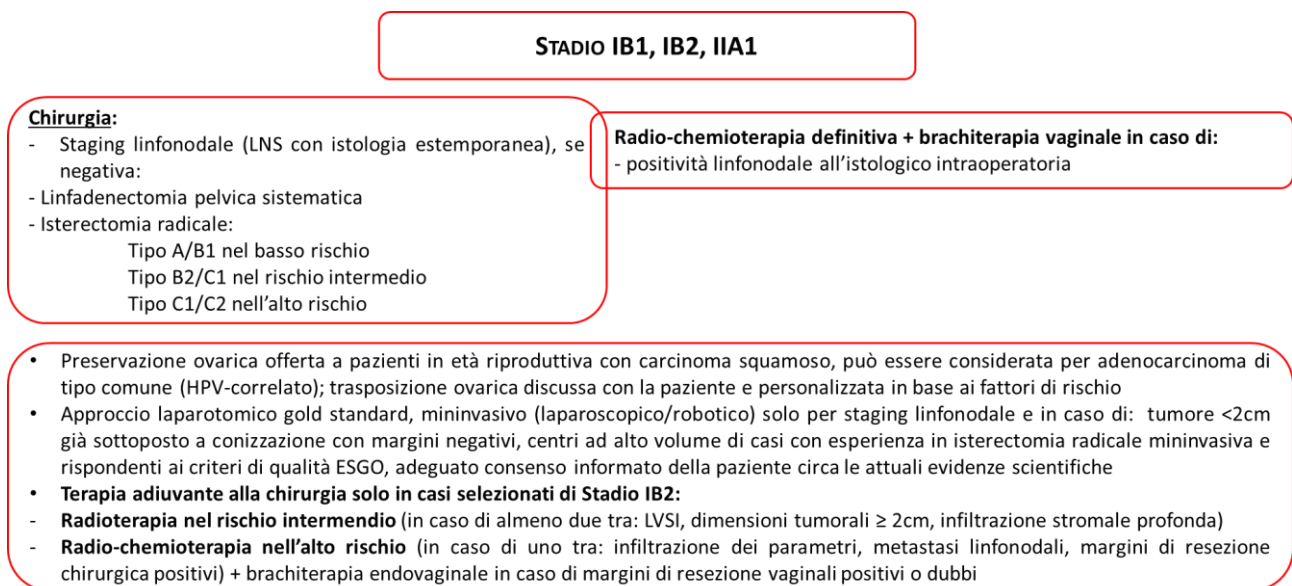 STADIO IB1, IB2, IIA1
Chirurgia:
- Staging linfonodale (LNS con istologia estemporanea), se
negativa:
- Linfadenectomia pelvica sistematica
- Isterectomia radicale:
Tipo A/B1 nel basso rischio
Tipo B2/C1 nel rischio intermedio
Tipo C1/C2 nell’alto rischio
Radio-chemioterapia definitiva + brachiterapia vaginale in caso di:
- positività linfonodale all’istologico intraoperatoria
• Preservazione ovarica offerta a pazienti in età riproduttiva con carcinoma squamoso, può essere considerata per adenocarcinoma di
tipo comune (HPV-correlato); trasposizione ovarica discussa con la paziente e personalizzata in base ai fattori di rischio
• Approccio laparotomico gold standard, mininvasivo (laparoscopico/robotico) solo per staging linfonodale e in caso di: tumore <2cm
già sottoposto a conizzazione con margini negativi, centri ad alto volume di casi con esperienza in isterectomia radicale mininvasiva e
rispondenti ai criteri di qualità ESGO, adeguato consenso informato della paziente circa le attuali evidenze scientifiche
• Terapia adiuvante alla chirurgia solo in casi selezionati di Stadio IB2:
- Radioterapia nel rischio intermendio (in caso di almeno due tra: LVSI, dimensioni tumorali ≥ 2cm, infiltrazione stromale profonda)
- Radio-chemioterapia nell’alto rischio (in caso di uno tra: infiltrazione dei parametri, metastasi linfonodali, margini di resezione
chirurgica positivi) + brachiterapia endovaginale in caso di margini di resezione vaginali positivi o dubbi